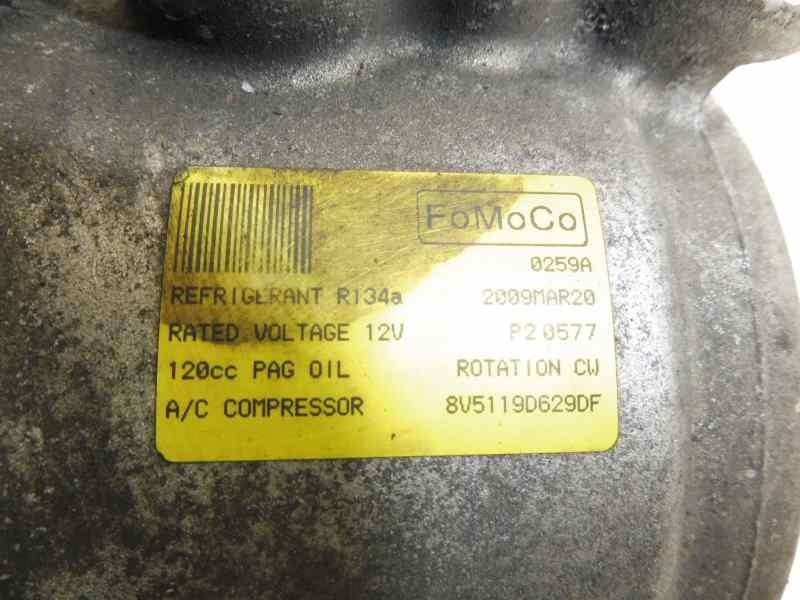 FoMoCo
0259A
REFRIGERANT R134a 2009MAR20
RATED VOLTAGE 12V P20577
120cc PAG OIL ROTATION CW
A/C COMPRESSOR 8V5119D629DF